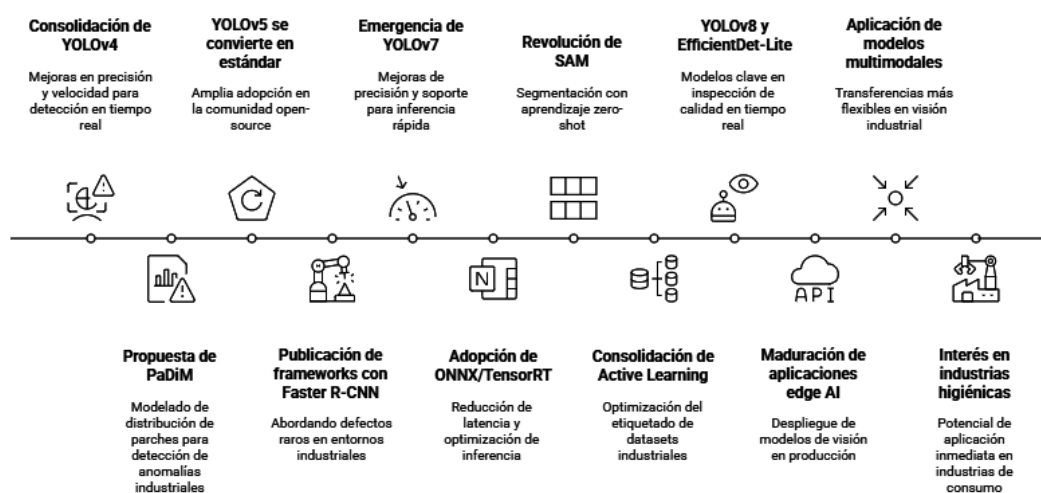 Consolidación de
YOLOv4
Mejoras en precisión
y velocidad para
detección en tiempo
real
YOLOv5 se
convierte en
estándar
Amplia adopción en
la comunidad open-
source
Emergencia de
YOLOv7
Mejoras de
precisión y soporte
para inferencia
rápida
Revolución de
SAM
Segmentación con
aprendizaje zero-
shot
YOLOv8 y
EfficientDet-Lite
Modelos clave en
inspección de
calidad en tiempo
real
Aplicación de
modelos
multimodales
Transferencias más
flexibles en visión
industrial
N
API
Propuesta de
PaDiM
Modelado de
distribución de
parches para
detección de
anomalías
industriales
Publicación de
frameworks con
Faster R-CNN
Abordando defectos
raros en entornos
industriales
Adopción de
ONNX/TensorRT
Reducción de
latencia y
optimización de
inferencia
Consolidación de
Active Learning
Optimización del
etiquetado de
datasets
industriales
Maduración de
aplicaciones
edge AI
Despliegue de
modelos de visión
en producción
Interés en
industrias
higiénicas
Potencial de
aplicación
inmediata en
industrias de
consumo